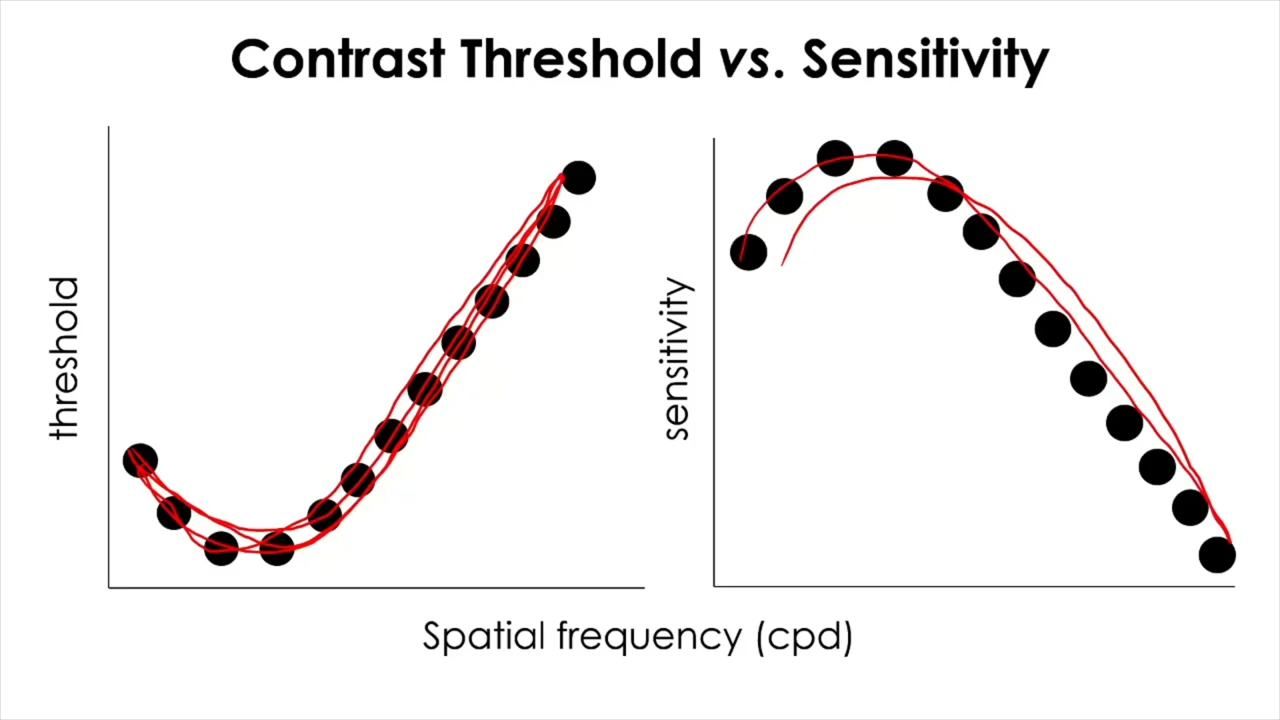 Contrast Threshold vs. Sensitivity
threshold
sensitivity
Spatial frequency (cpd)